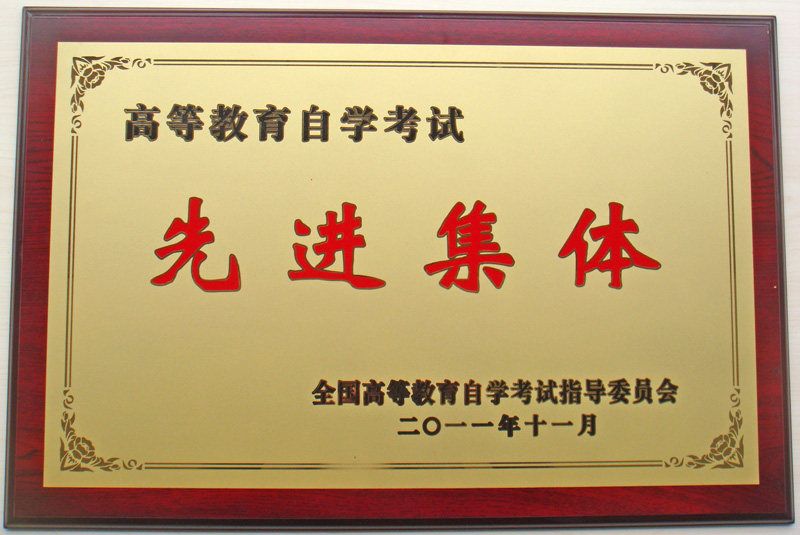 高等教育自学考试
先进集体
全国高等教育自学考试指导委员会
二〇一一年十一月